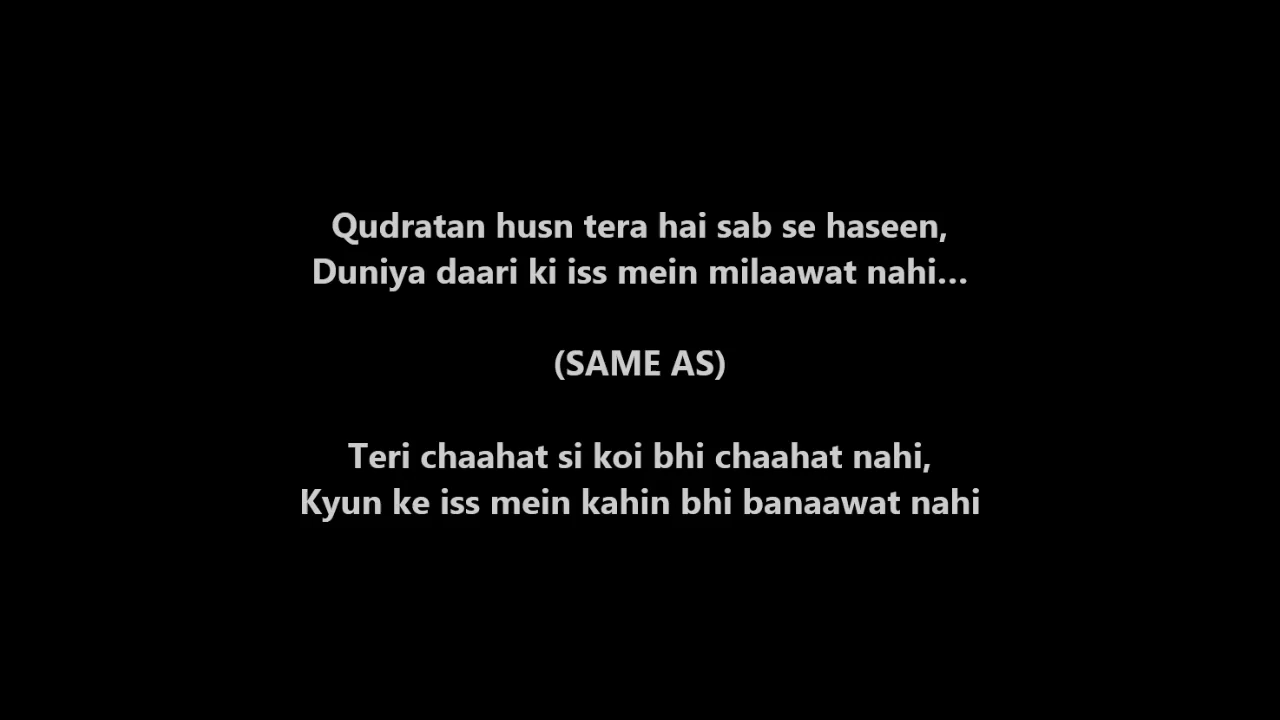 Qudratan husn tera hai sab se haseen,
Duniya daari ki iss mein milaawat nahi...
(SAME AS)
Teri chaahat si koi bhi chaahat nahi,
Kyun ke iss mein kahin bhi banaawat nahi